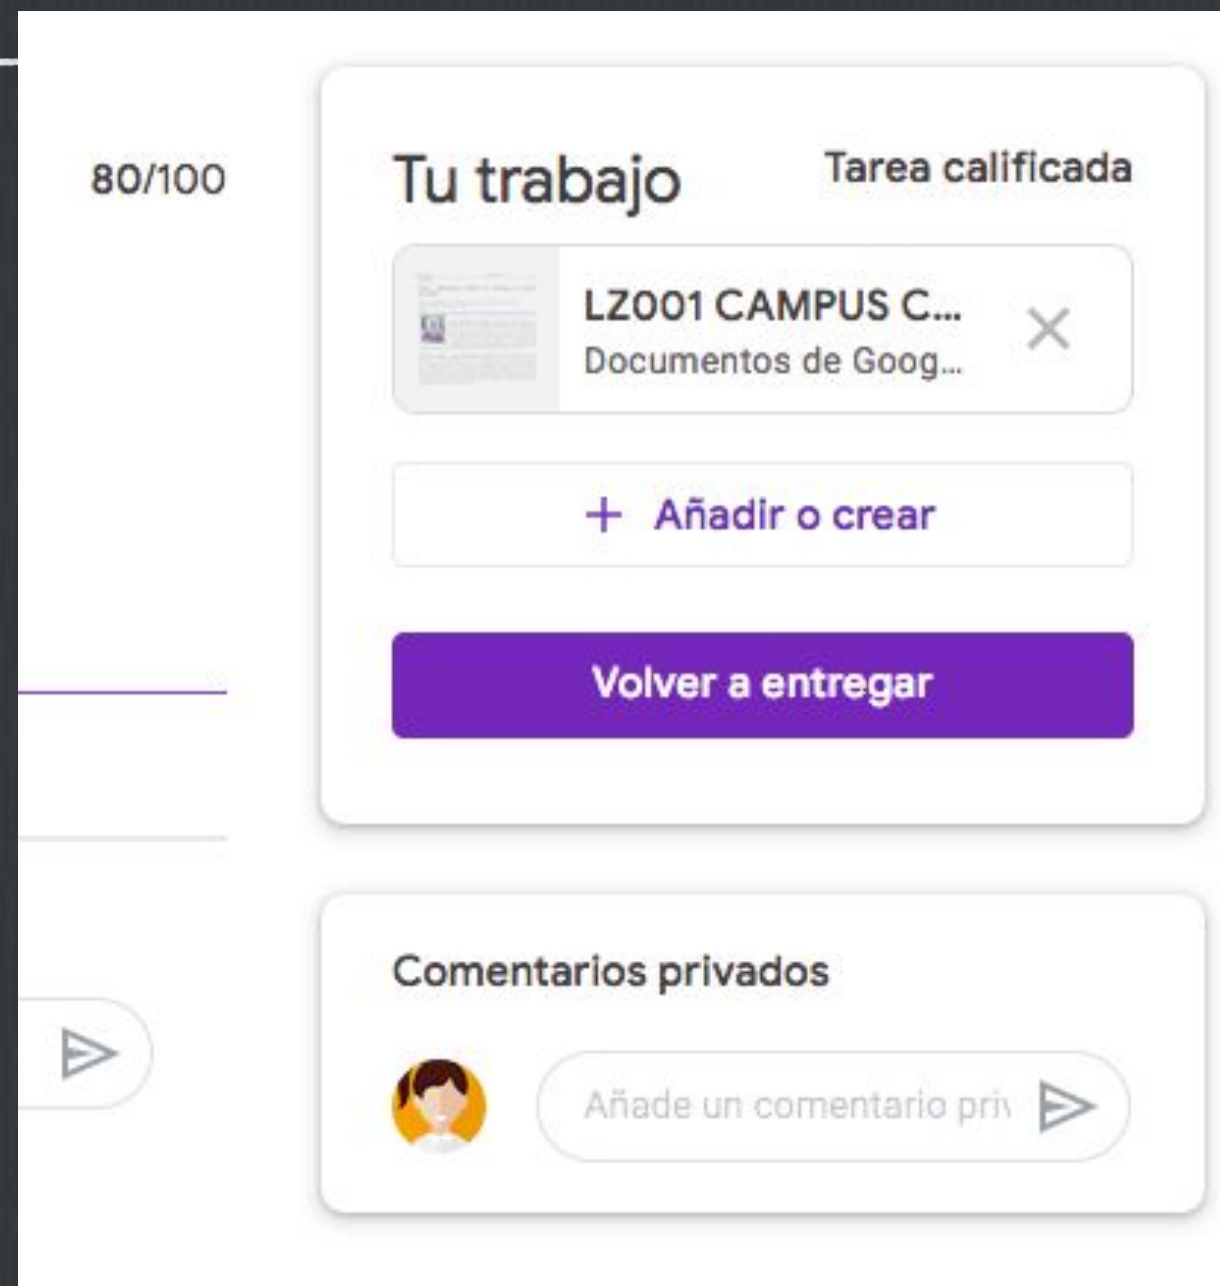 80/100
Tu trabajo
Tarea calificada
LZ001 CAMPUS C...
Documentos de Goog...
+ Añadir o crear
Volver a entregar
Comentarios privados
Añade un comentario priv